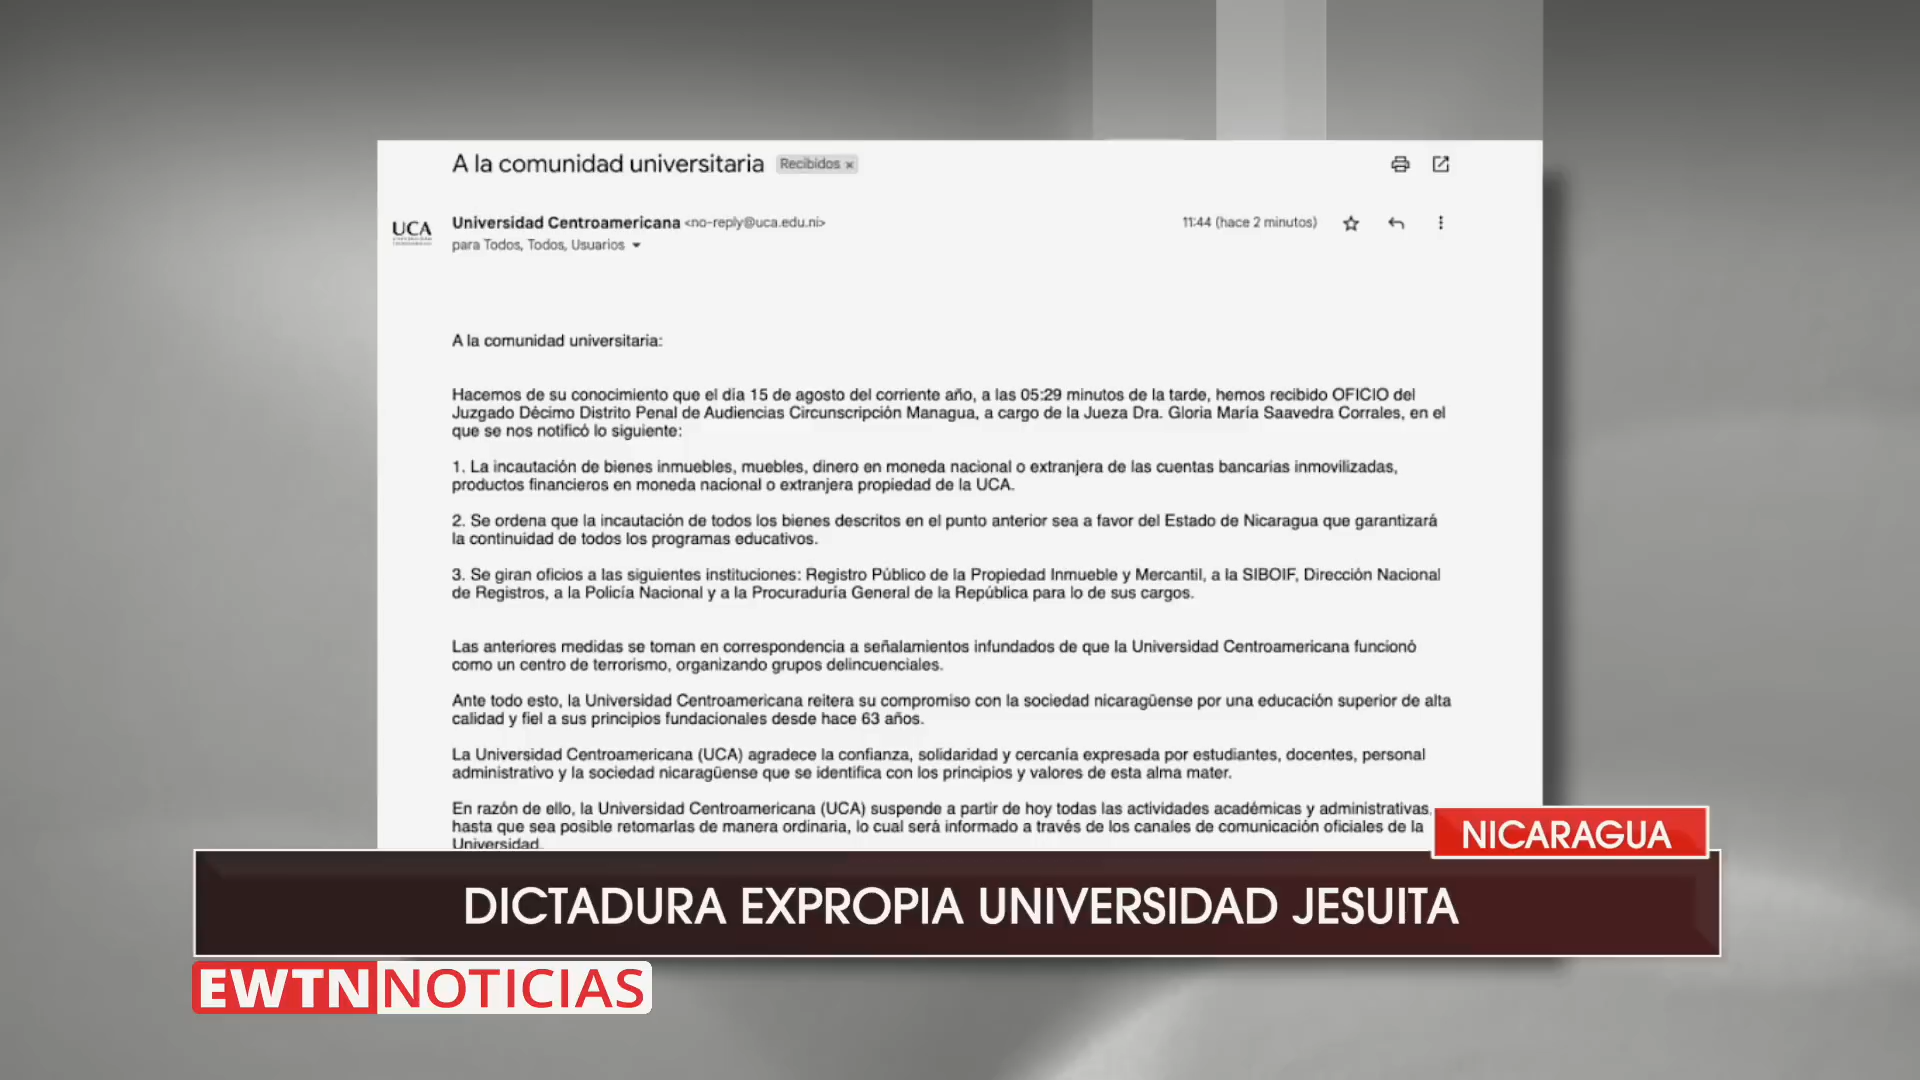 A la comunidad universitaria Recibidos x
UCA
Universidad Centroamericana <no-reply@uca.edu.ni> 11:44 (hace 2 minutos)
para Todos, Todos, Usuarios
A la comunidad universitaria:
Hacemos de su conocimiento que el día 15 de agosto del corriente año, a las 05:29 minutos de la tarde, hemos recibido OFICIO del
Juzgado Décimo Distrito Penal de Audiencias Circunscripción Managua, a cargo de la Jueza Dra. Gloria María Saavedra Corrales, en el
que se nos notificó lo siguiente:
1. La incautación de bienes inmuebles, muebles, dinero en moneda nacional o extranjera de las cuentas bancarias inmovilizadas,
productos financieros en moneda nacional o extranjera propiedad de la UCA.
2. Se ordena que la incautación de todos los bienes descritos en el punto anterior sea a favor del Estado de Nicaragua que garantizará
la continuidad de todos los programas educativos.
3. Se giran oficios a las siguientes instituciones: Registro Público de la Propiedad Inmueble y Mercantil, a la SIBOIF, Dirección Nacional
de Registros, a la Policía Nacional y a la Procuraduría General de la República para lo de sus cargos.
Las anteriores medidas se toman en correspondencia a señalamientos infundados de que la Universidad Centroamericana funcionó
como un centro de terrorismo, organizando grupos delincuenciales.
Ante todo esto, la Universidad Centroamericana reitera su compromiso con la sociedad nicaragüense por una educación superior de alta
calidad y fiel a sus principios fundacionales desde hace 63 años.
La Universidad Centroamericana (UCA) agradece la confianza, solidaridad y cercanía expresada por estudiantes, docentes, personal
administrativo y la sociedad nicaragüense que se identifica con los principios y valores de esta alma mater.
En razón de ello, la Universidad Centroamericana (UCA) suspende a partir de hoy todas las actividades académicas y administrativas,
hasta que sea posible retomarlas de manera ordinaria, lo cual será informado a través de los canales de comunicación oficiales de la
Universidad.
NICARAGUA
DICTADURA EXPROPIA UNIVERSIDAD JESUITA
EWTN NOTICIAS